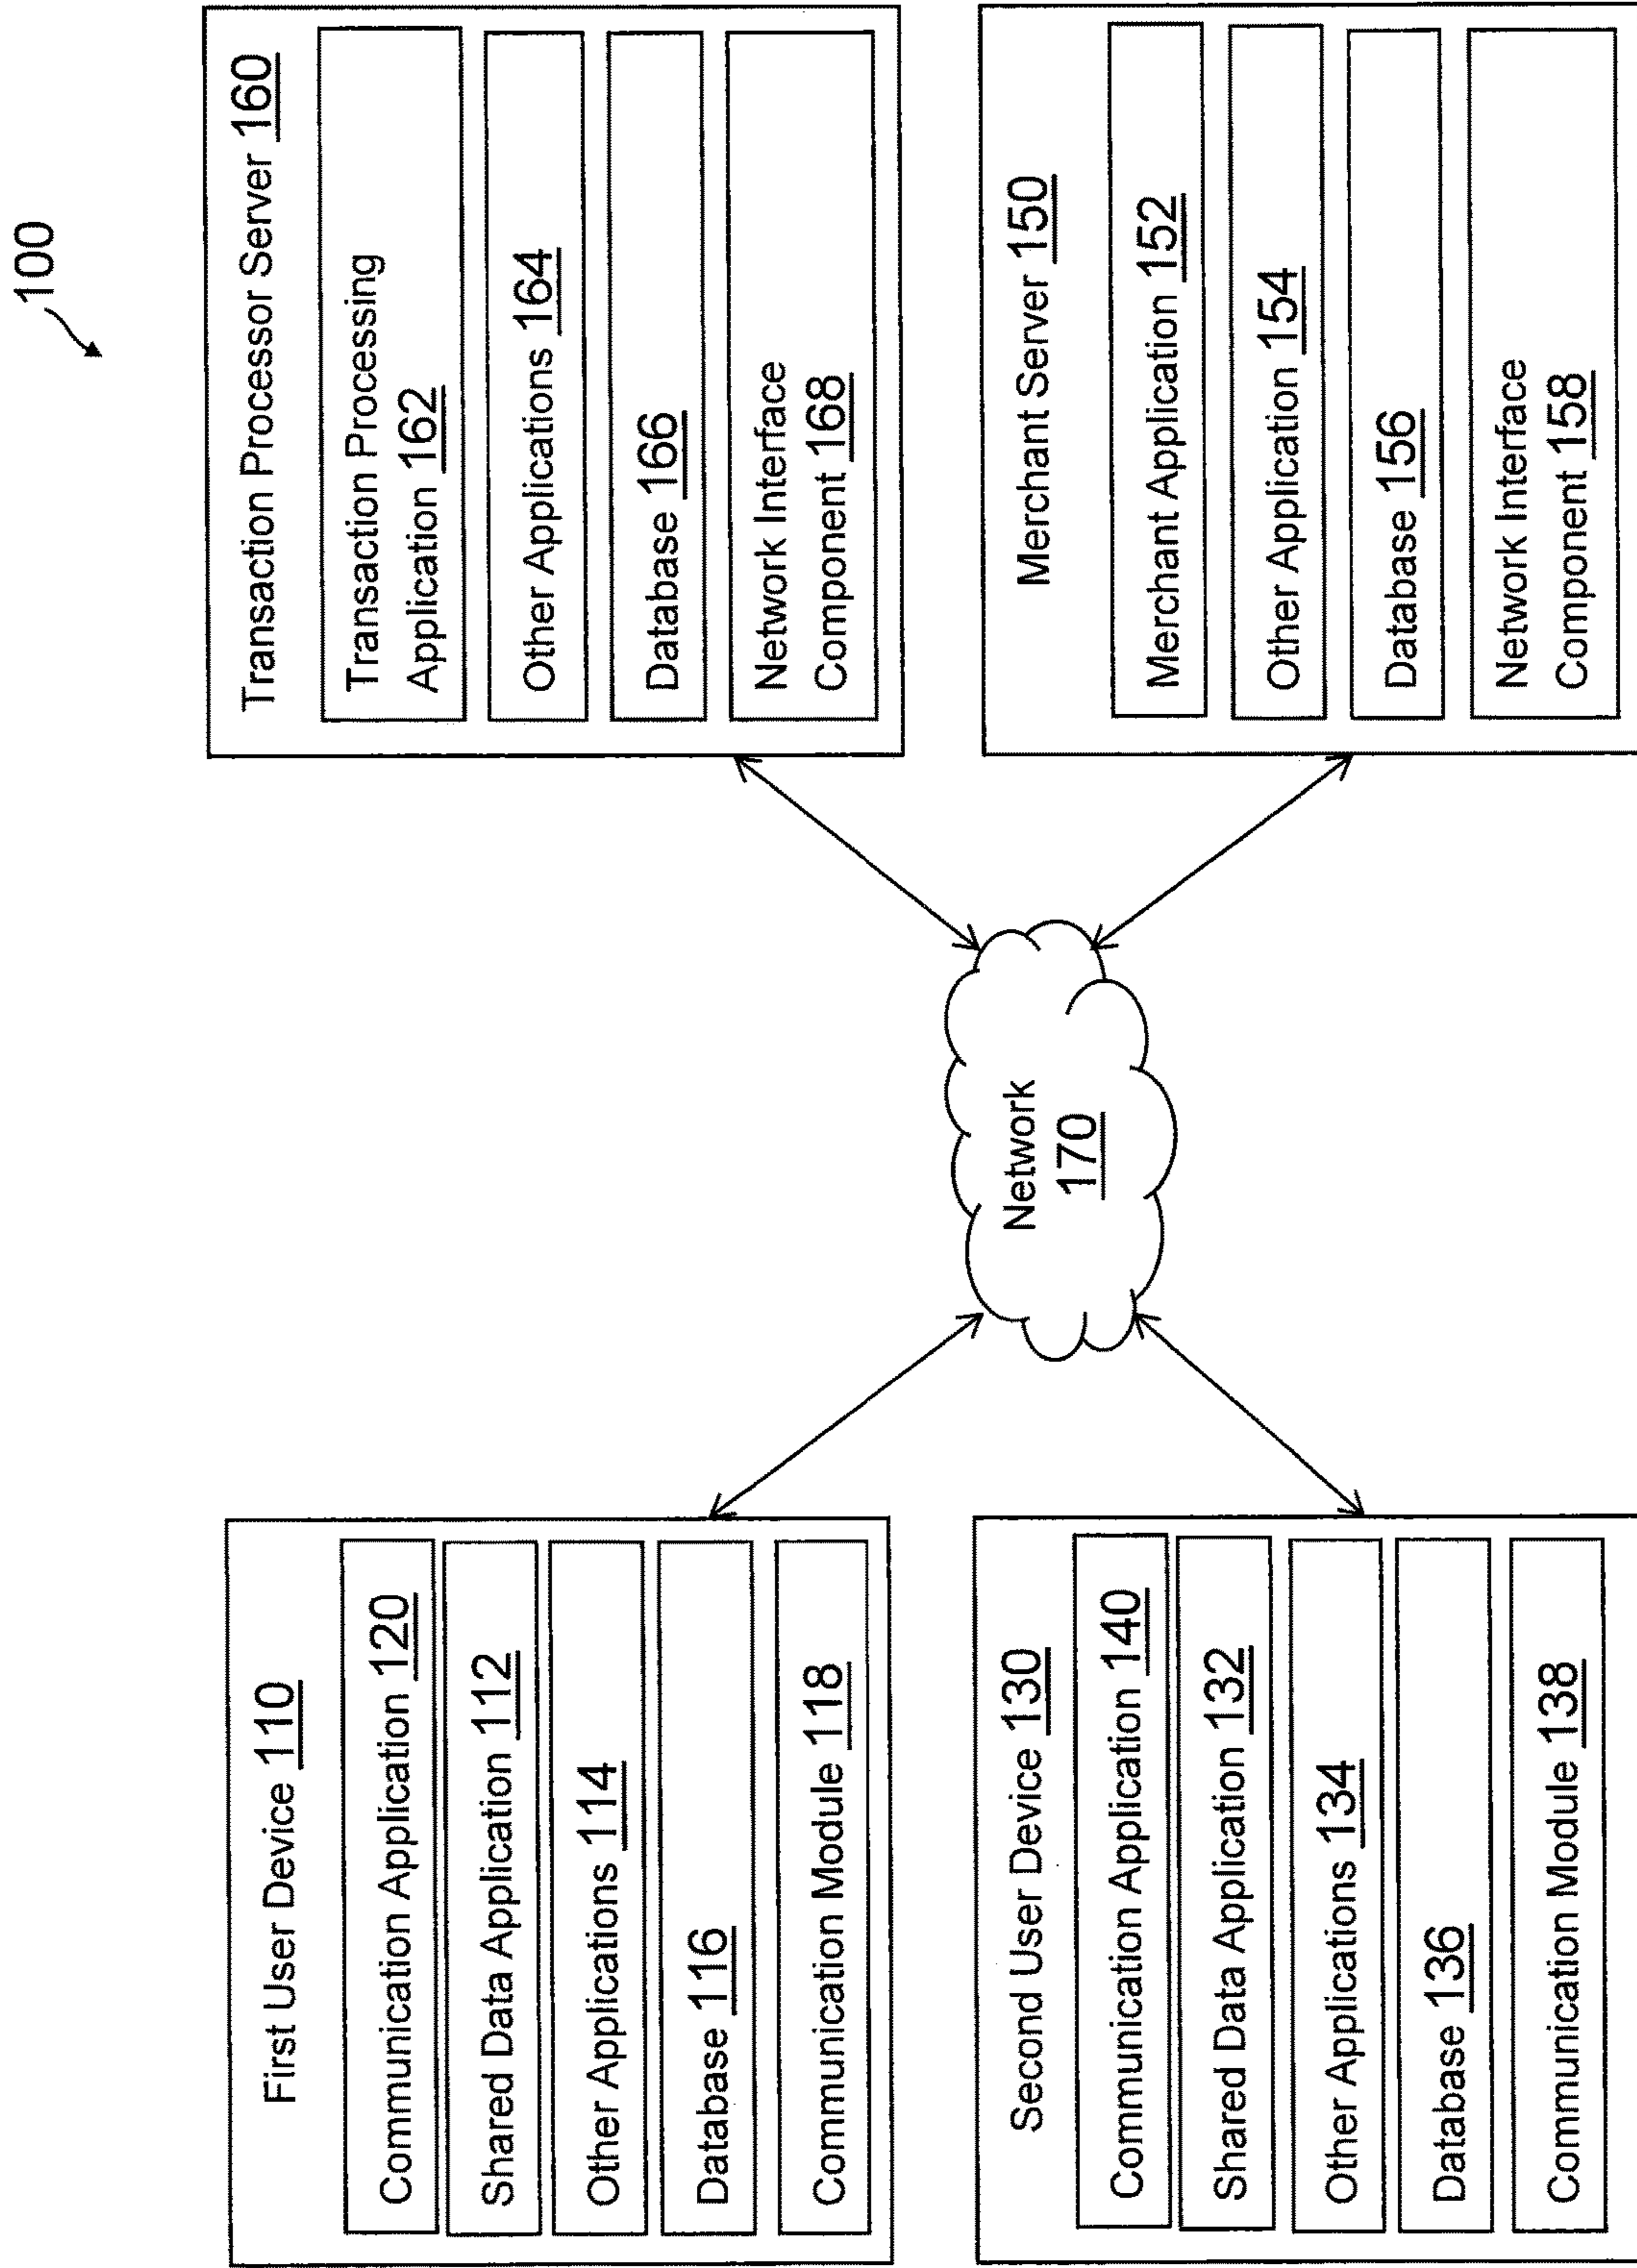 100
First User Device 110
Communication Application 120
Shared Data Application 112
Other Applications 114
Database 116
Communication Module 118
Second User Device 130
Communication Application 140
Shared Data Application 132
Other Applications 134
Database 136
Communication Module 138
Network
170
Transaction Processor Server 160
Transaction Processing
Application 162
Other Applications 164
Database 166
Network Interface
Component 168
Merchant Server 150
Merchant Application 152
Other Application 154
Database 156
Network Interface
Component 158